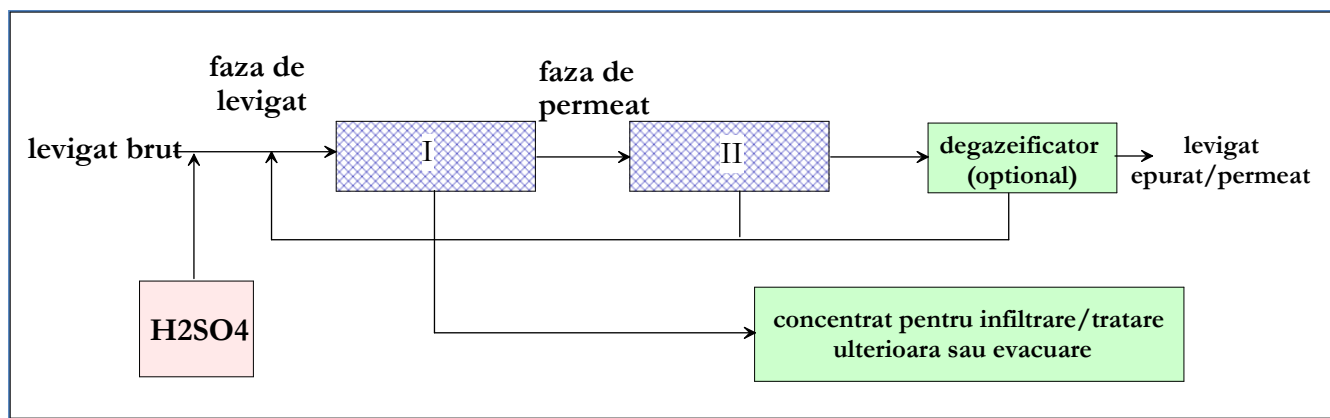 faza de
levigat
faza de
permeat
levigat brut
I
II
degazeificator
(optional)
levigat
epurat/permeat
H2SO4
concentrat pentru infiltrare/tratare
ulterioara sau evacuare